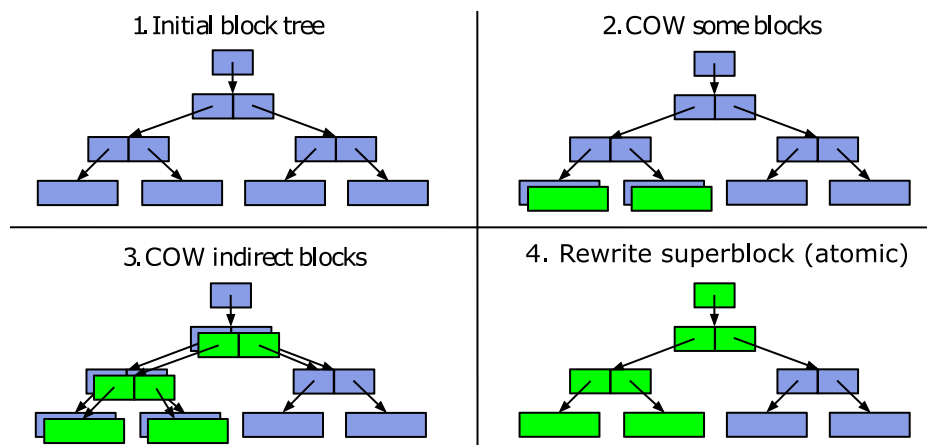 1. Initial block tree
2. COW some blocks
3. COW indirect blocks
4. Rewrite superblock (atomic)